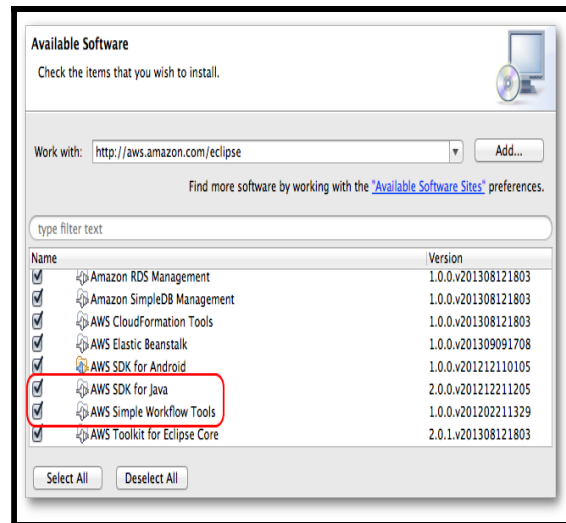 Available Software
Check the items that you wish to install.
Work with: http://aws.amazon.com/eclipse Add...
Find more software by working with the "Available Software Sites" preferences.
type filter text
Name Version
Amazon RDS Management 1.0.0.v201308121803
Amazon SimpleDB Management 1.0.0.v201308121803
AWS CloudFormation Tools 1.0.0.v201308121803
AWS Elastic Beanstalk 1.0.0.v201309091708
AWS SDK for Android 1.0.0.v201212110105
AWS SDK for Java 2.0.0.v201212211205
AWS Simple Workflow Tools 1.0.0.v201202211329
AWS Toolkit for Eclipse Core 2.0.1.v201308121803
Select All Deselect All